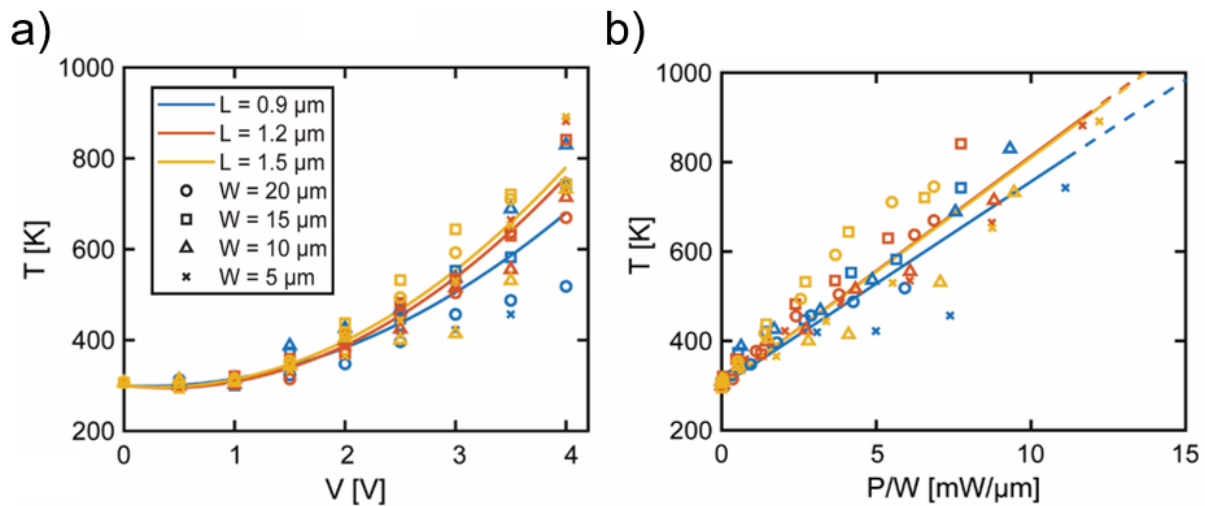 a)
1000
800
600
400
200
T [K]
L = 0.9 µm
L = 1.2 µm
L = 1.5 µm
W = 20 µm
W = 15 µm
W = 10 µm
W = 5 µm
0 1 2 3 4
V [V]
b)
1000
800
600
400
200
T [K]
0 5 10 15
P/W [mW/µm]